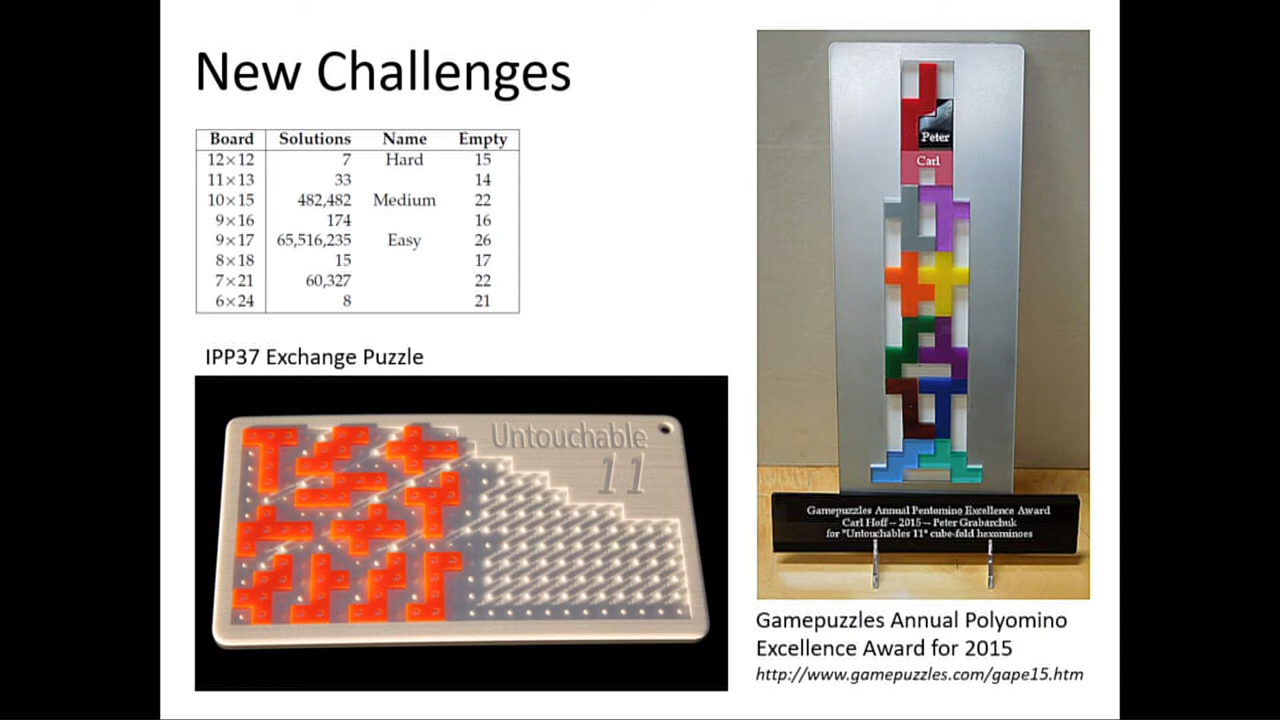 New Challenges
Board Solutions Name Empty
12×12 7 Hard 15
11×13 33 14
10×15 482,482 Medium 22
9×16 174 16
9×17 65,516,235 Easy 26
8×18 15 17
7×21 60,327 22
6×24 8 21
IPP37 Exchange Puzzle
Untouchable
11
Peter
Carl
Gamepuzzles Annual Pentomino Excellence Award
Carl Hoff -- 2015 -- Peter Grabarchuk
for "Untouchables 11" cube-fold hexominoes
Gamepuzzles Annual Polyomino
Excellence Award for 2015
http://www.gamepuzzles.com/gape15.htm